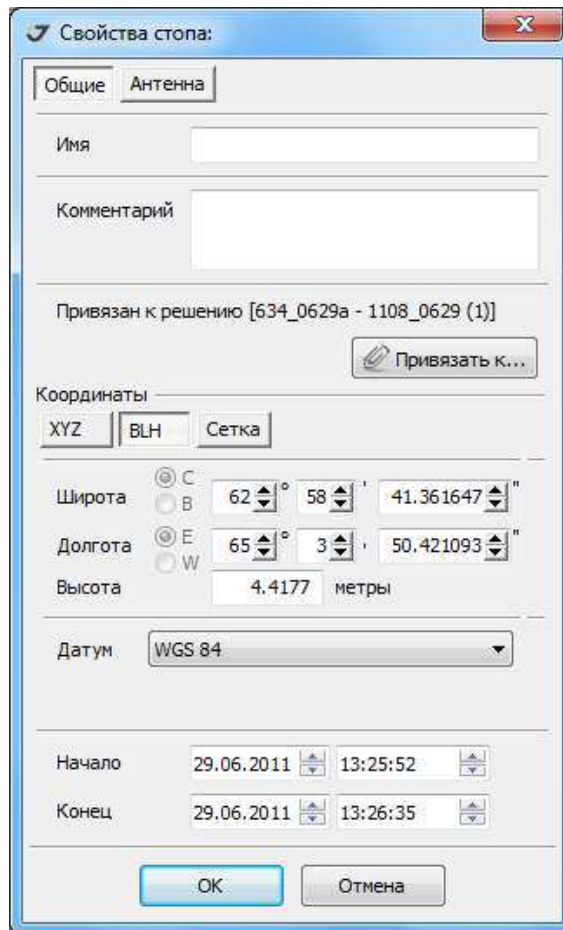 Свойства стопа:
Общие Антенна
Имя
Комментарий
Привязан к решению [634_0629a - 1108_0629 (1)]
Привязать к...
Координаты
XYZ BLH Сетка
Широта С В 62 ° 58 ' 41.361647 "
Долгота E W 65 ° 3 ' 50.421093 "
Высота 4.4177 метры
Датум WGS 84
Начало 29.06.2011 13:25:52
Конец 29.06.2011 13:26:35
OK Отмена